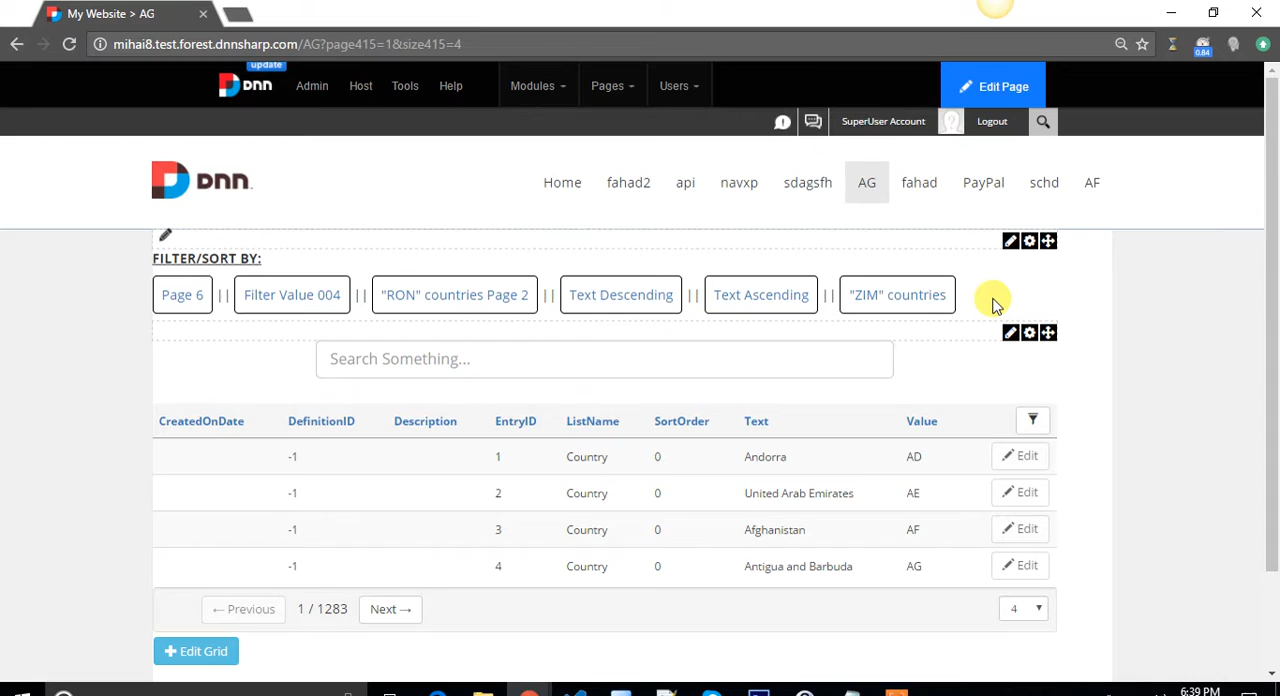 My Website > AG
mihai8.test.forest.dnnsharp.com/AG?page415=1&size415=4
0.84
update
DNN Admin Host Tools Help Modules Pages Users Edit Page
SuperUser Account Logout
DNN. Home fahad2 api navxp sdagsfh AG fahad PayPal schd AF
FILTER/SORT BY:
Page 6 || Filter Value 004 || "RON" countries Page 2 || Text Descending || Text Ascending || "ZIM" countries
Search Something...
CreatedOnDate DefinitionID Description EntryID ListName SortOrder Text Value
-1 1 Country 0 Andorra AD Edit
-1 2 Country 0 United Arab Emirates AE Edit
-1 3 Country 0 Afghanistan AF Edit
-1 4 Country 0 Antigua and Barbuda AG Edit
← Previous 1 / 1283 Next → 4
+ Edit Grid
6:39 PM